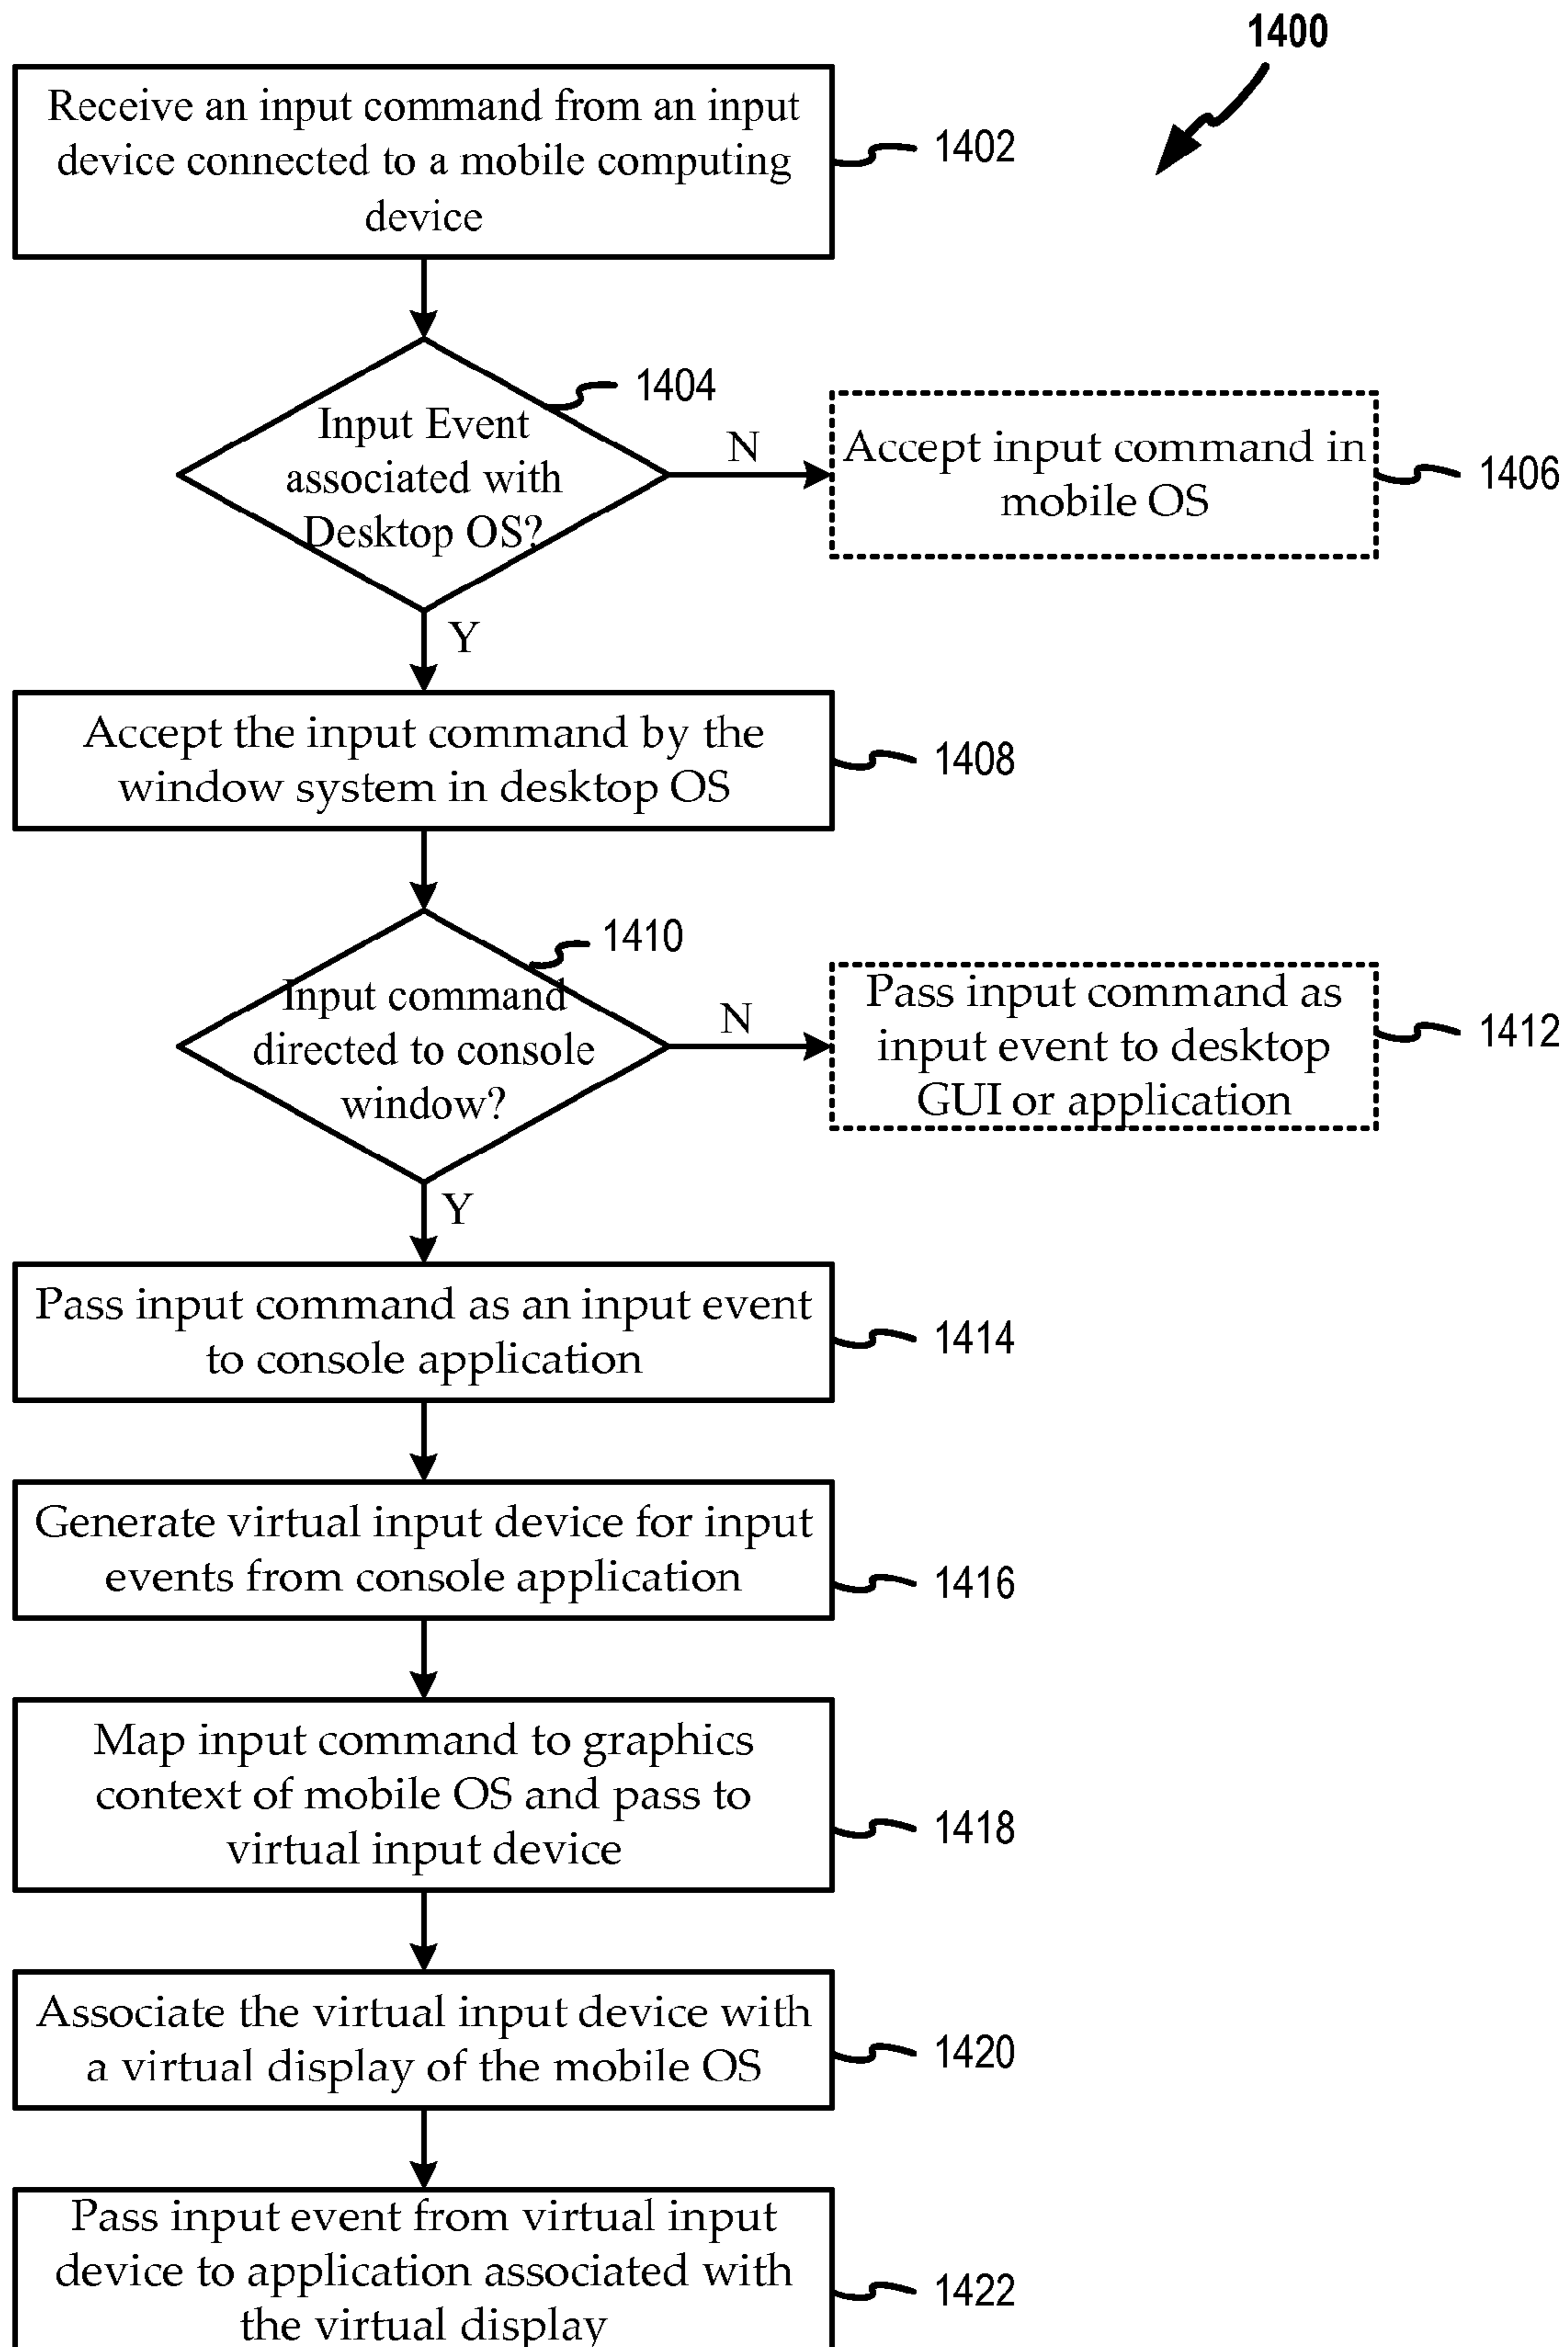 1400
Receive an input command from an input
device connected to a mobile computing
device
1402
1404
Input Event
associated with
Desktop OS?
N
Accept input command in
mobile OS
1406
Y
Accept the input command by the
window system in desktop OS
1408
1410
Input command
directed to console
window?
N
Pass input command as
input event to desktop
GUI or application
1412
Y
Pass input command as an input event
to console application
1414
Generate virtual input device for input
events from console application
1416
Map input command to graphics
context of mobile OS and pass to
virtual input device
1418
Associate the virtual input device with
a virtual display of the mobile OS
1420
Pass input event from virtual input
device to application associated with
the virtual display
1422